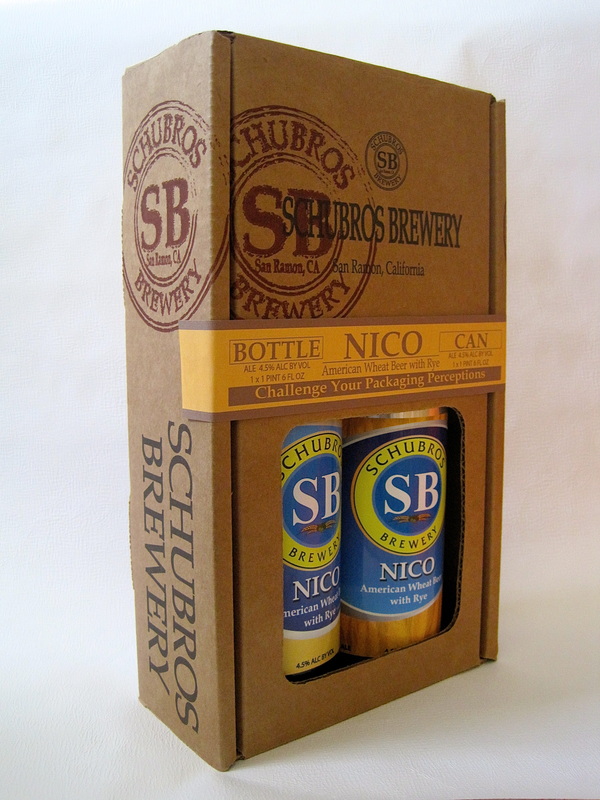 SCHUBROS
SB
San Ramon, CA
BREWERY
SCHUBROS
BREWERY
SCHUBROS
SB
San Ramon, CA
BREWERY
SCHUBROS
SB
BREWERY
SCHUBROS BREWERY
San Ramon, California
BOTTLE
ALE 4.5% ALC BY VOL
1 x 1 PINT 6 FL OZ
NICO
American Wheat Beer with Rye
CAN
ALE 4.5% ALC BY VOL
1 x 1 PINT 6 FL OZ
Challenge Your Packaging Perceptions
SCHUBRO
SB
BREWERY
NICO
merican Wheat B
with Rye
4.5% ALC BY VOL
SCHUBROS
SB
BREWERY
NICO
American Wheat Beer
with Rye